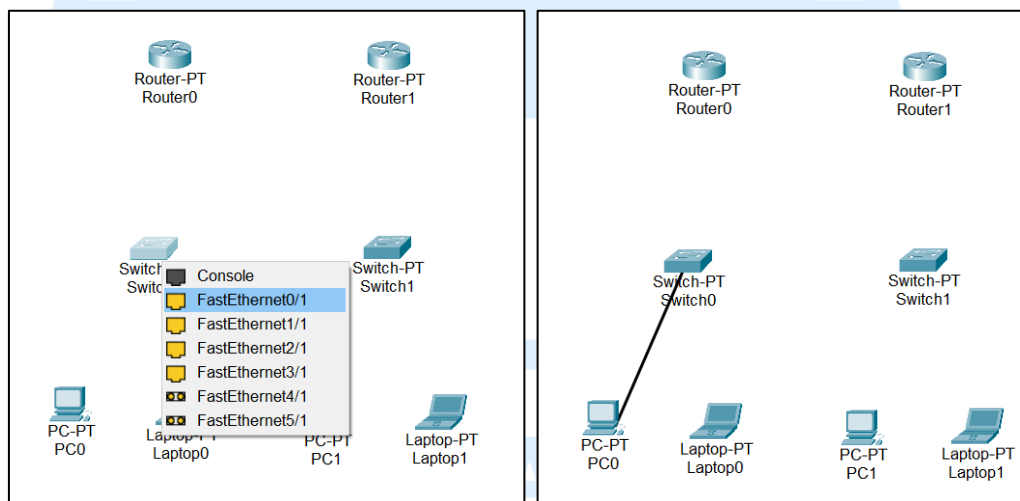 Router-PT
Router0
Router-PT
Router1
Switch-PT
Switch1
Switch
Switc
Console
FastEthernet0/1
FastEthernet1/1
FastEthernet2/1
FastEthernet3/1
FastEthernet4/1
FastEthernet5/1
PC-PT
PC0
Laptop-PT
Laptop0
PC-PT
PC1
Laptop-PT
Laptop1
Router-PT
Router0
Router-PT
Router1
Switch-PT
Switch0
Switch-PT
Switch1
PC-PT
PC0
Laptop-PT
Laptop0
PC-PT
PC1
Laptop-PT
Laptop1